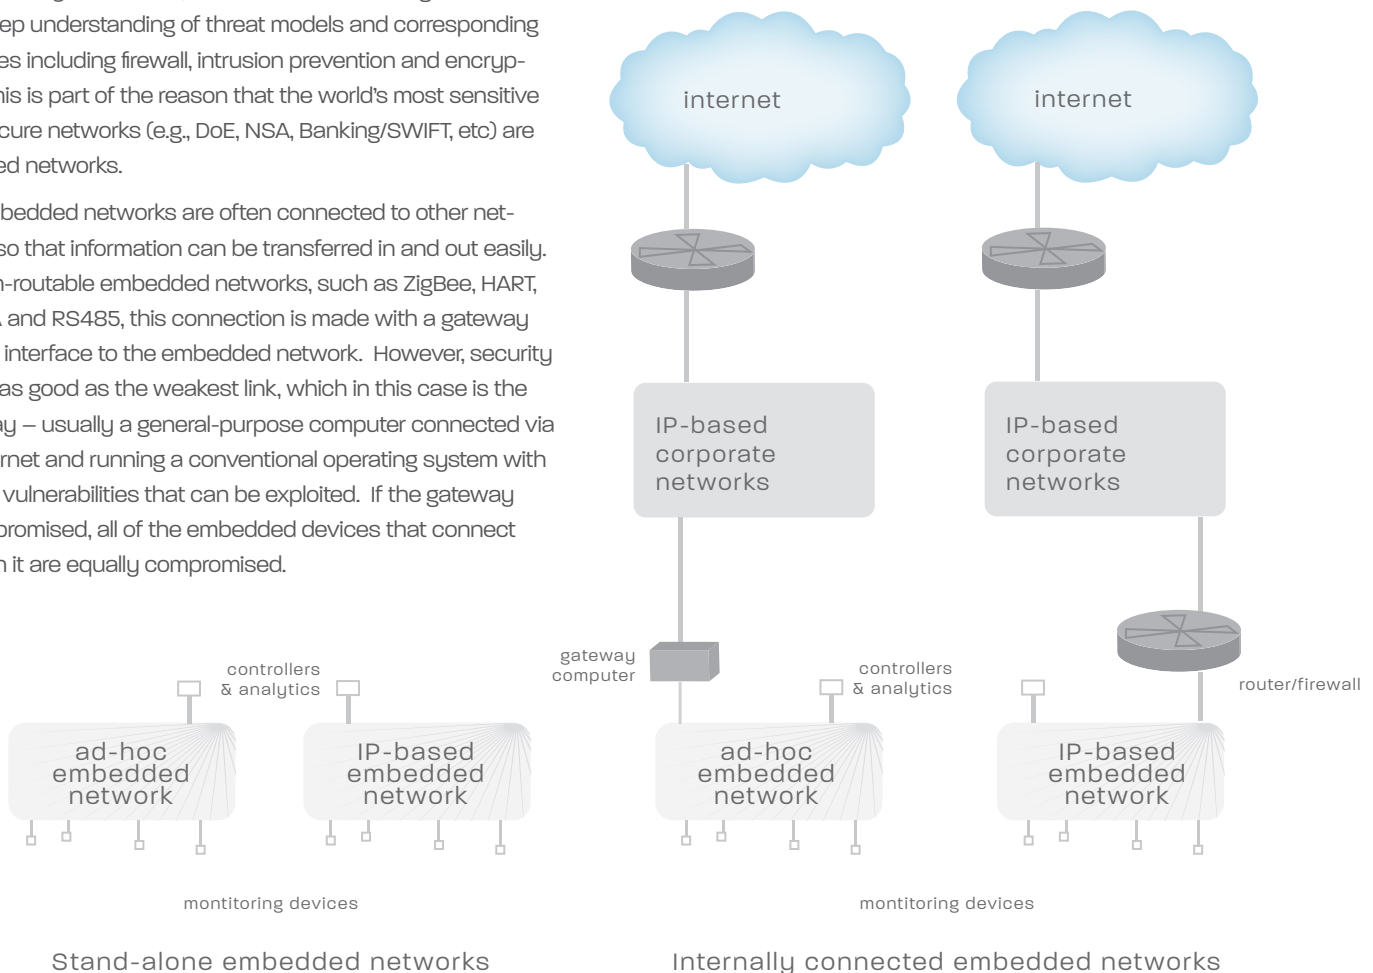 ep understanding of threat models and corresponding
es including firewall, intrusion prevention and encryp-
his is part of the reason that the world's most sensitive
cure networks (e.g., DoE, NSA, Banking/SWIFT, etc) are
ed networks.
bedded networks are often connected to other net-
so that information can be transferred in and out easily.
n-routable embedded networks, such as ZigBee, HART,
A and RS485, this connection is made with a gateway
interface to the embedded network. However, security
as good as the weakest link, which in this case is the
ay – usually a general-purpose computer connected via
rnet and running a conventional operating system with
vulnerabilities that can be exploited. If the gateway
promised, all of the embedded devices that connect
h it are equally compromised.
internet
internet
IP-based
corporate
networks
IP-based
corporate
networks
gateway
computer
router/firewall
controllers
& analytics
controllers
& analytics
ad-hoc
embedded
network
IP-based
embedded
network
ad-hoc
embedded
network
IP-based
embedded
network
montitoring devices
montitoring devices
Stand-alone embedded networks
Internally connected embedded networks